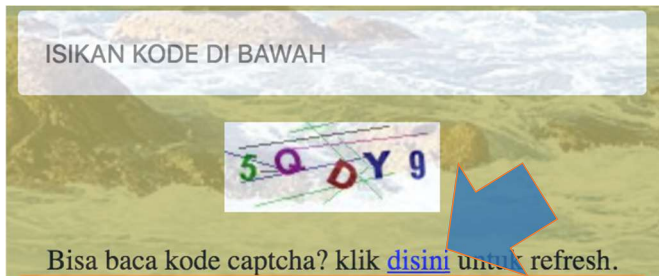 ISIKAN KODE DI BAWAH
5QDY9
Bisa baca kode captcha? klik disini untuk refresh.